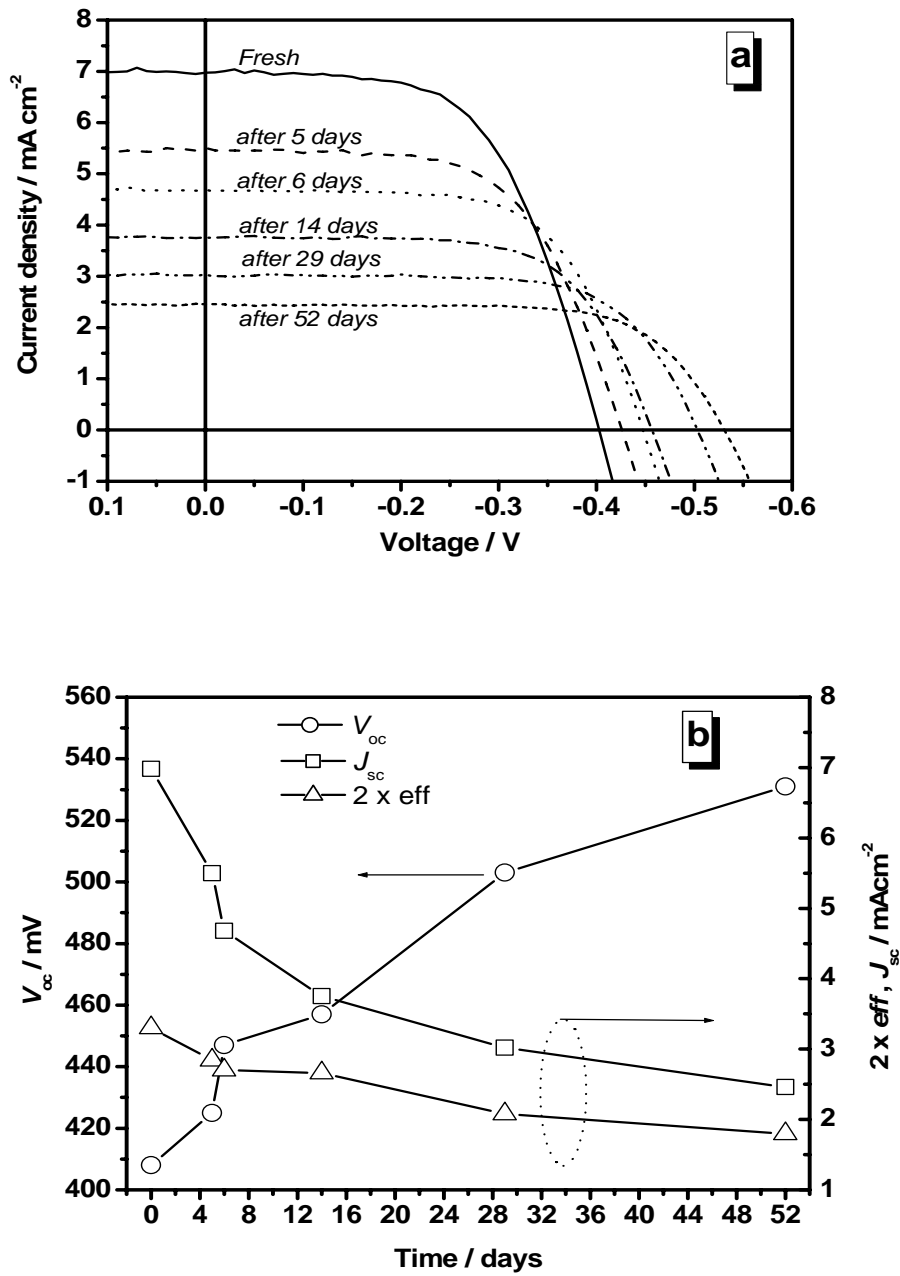 a
Fresh
after 5 days
after 6 days
after 14 days
after 29 days
after 52 days
8
7
6
5
4
3
2
1
0
-1
Current density / mA cm-2
0.1 0.0 -0.1 -0.2 -0.3 -0.4 -0.5 -0.6
Voltage / V
b
Voc
Jsc
2 x eff
560
540
520
500
480
460
440
420
400
Voc / mV
8
7
6
5
4
3
2
1
2 x eff , Jsc / mAcm-2
0 4 8 12 16 20 24 28 32 36 40 44 48 52
Time / days